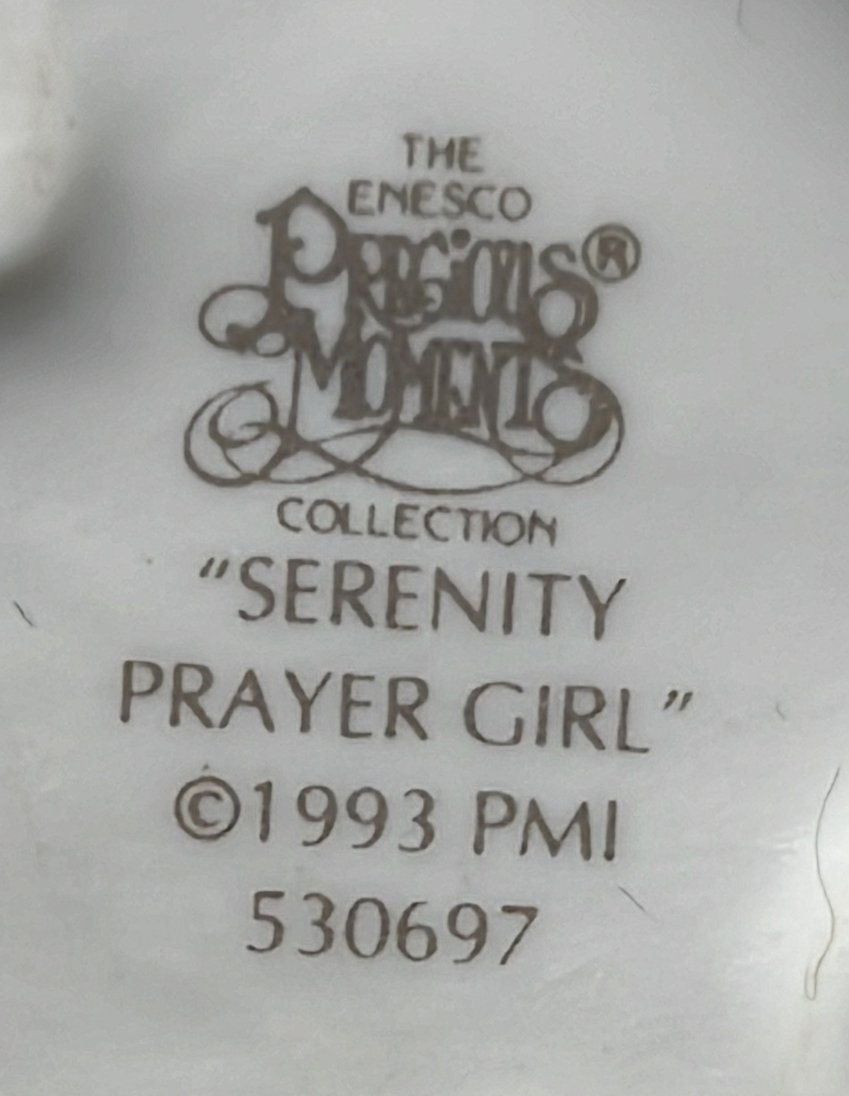 THE
ENESCO
PRECIOUS®
MOMENTS
COLLECTION
“SERENITY
PRAYER GIRL”
©1993 PMI
530697